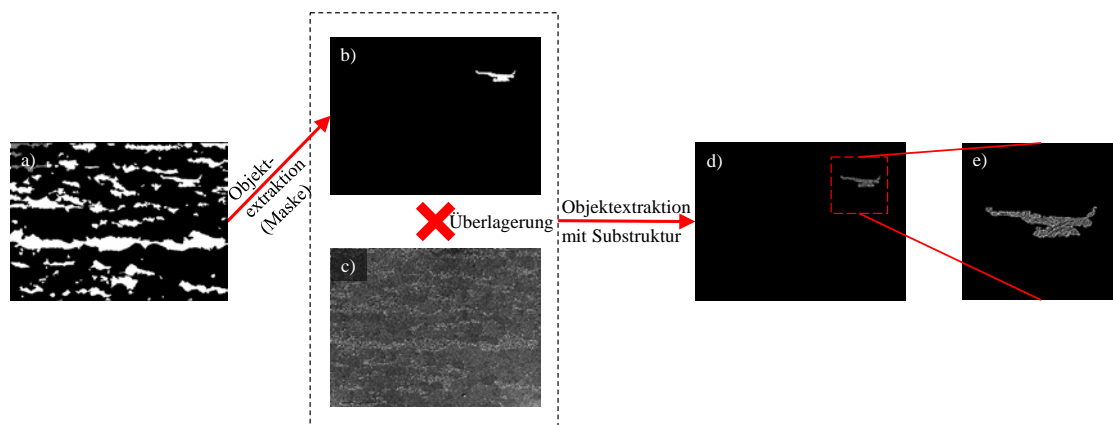 a)
Objekt-
extraktion
(Maske)
b)
Überlagerung
c)
Objektextraktion
mit Substruktur
d)
e)